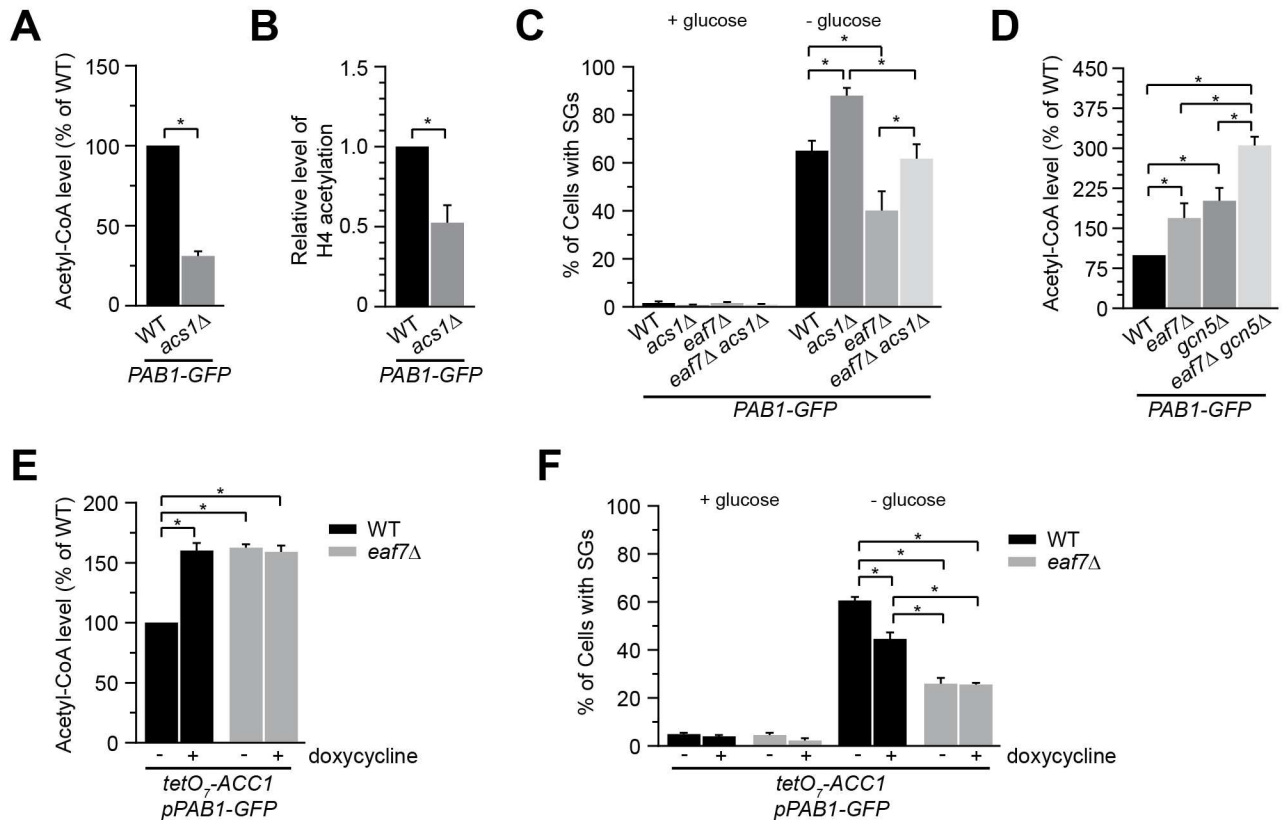 A
Acetyl-CoA level (% of WT)
150
100
50
0
*
WT
acs1Δ
PAB1-GFP
B
Relative level of
H4 acetylation
1.5
1.0
0.5
0
*
WT
acs1Δ
PAB1-GFP
C
+ glucose
- glucose
% of Cells with SGs
100
80
60
40
20
0
*
*
*
*
WT
acs1Δ
eaf7Δ
eaf7Δ acs1Δ
WT
acs1Δ
eaf7Δ
eaf7Δ acs1Δ
PAB1-GFP
D
Acetyl-CoA level (% of WT)
450
375
300
225
150
75
0
*
*
*
*
*
WT
eaf7Δ
gcn5Δ
eaf7Δ gcn5Δ
PAB1-GFP
E
Acetyl-CoA level (% of WT)
200
150
100
50
0
*
*
*
WT
eaf7Δ
- + - + doxycycline
tetO7-ACC1
pPAB1-GFP
F
+ glucose
- glucose
% of Cells with SGs
100
80
60
40
20
0
*
*
*
*
*
WT
eaf7Δ
- + - + - + - + doxycycline
tetO7-ACC1
pPAB1-GFP